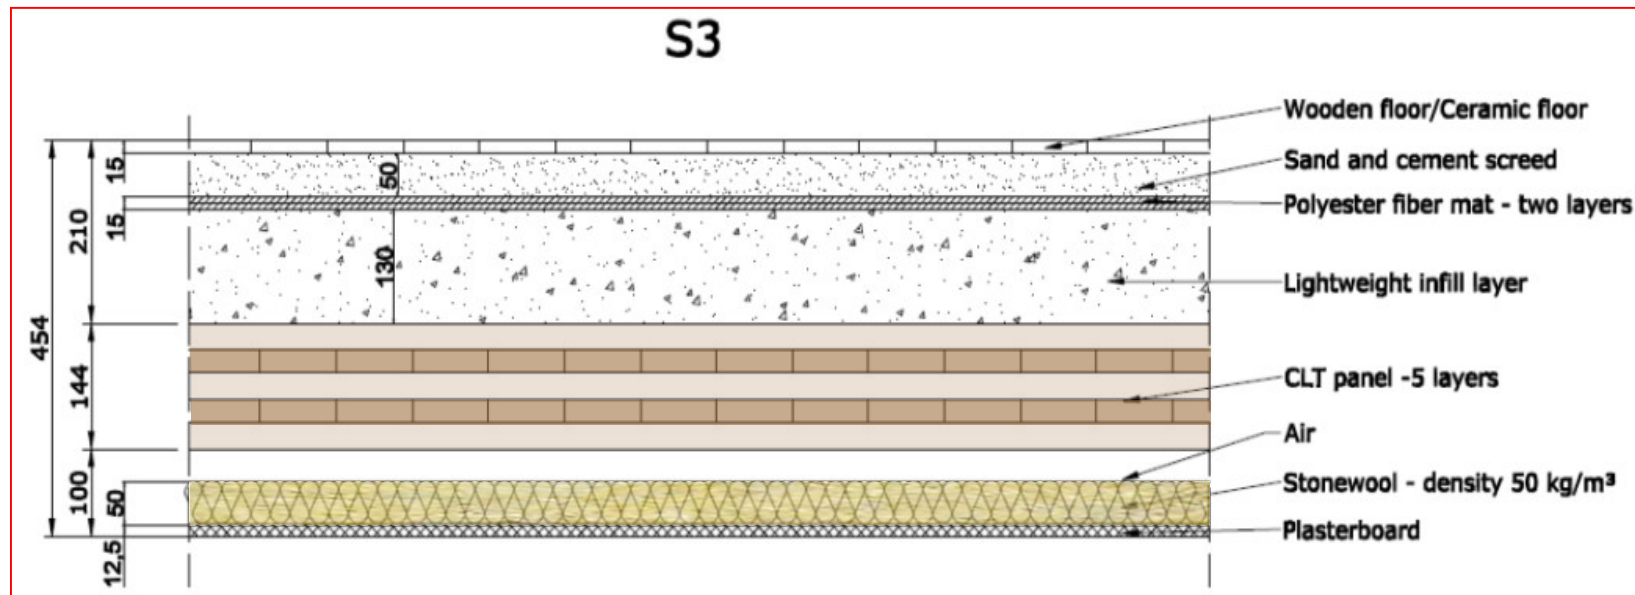 S3
Wooden floor/Ceramic floor
Sand and cement screed
Polyester fiber mat - two layers
Lightweight infill layer
CLT panel -5 layers
Air
Stonewool - density 50 kg/m³
Plasterboard
454
210
144
100
15
15
50
12,5
50
130